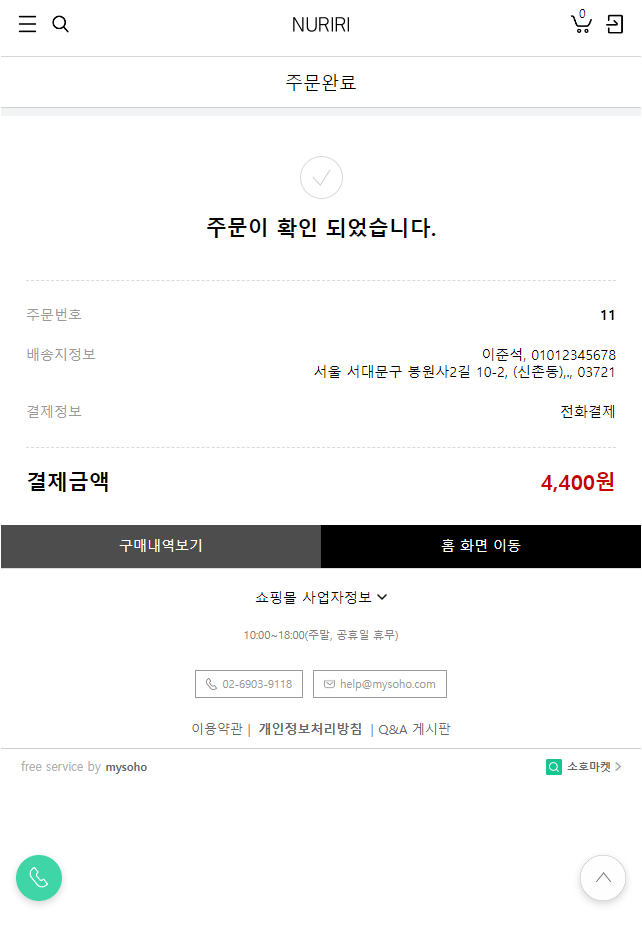 NURIRI
0
주문완료
주문이 확인 되었습니다.
주문번호 11
배송지정보 이준석, 01012345678
서울 서대문구 봉원사2길 10-2, (신촌동),., 03721
결제정보 전화결제
결제금액 4,400원
구매내역보기 홈 화면 이동
쇼핑몰 사업자정보
10:00~18:00(주말, 공휴일 휴무)
02-6903-9118 help@mysoho.com
이용약관 | 개인정보처리방침 | Q&A 게시판
free service by mysoho 소호마켓